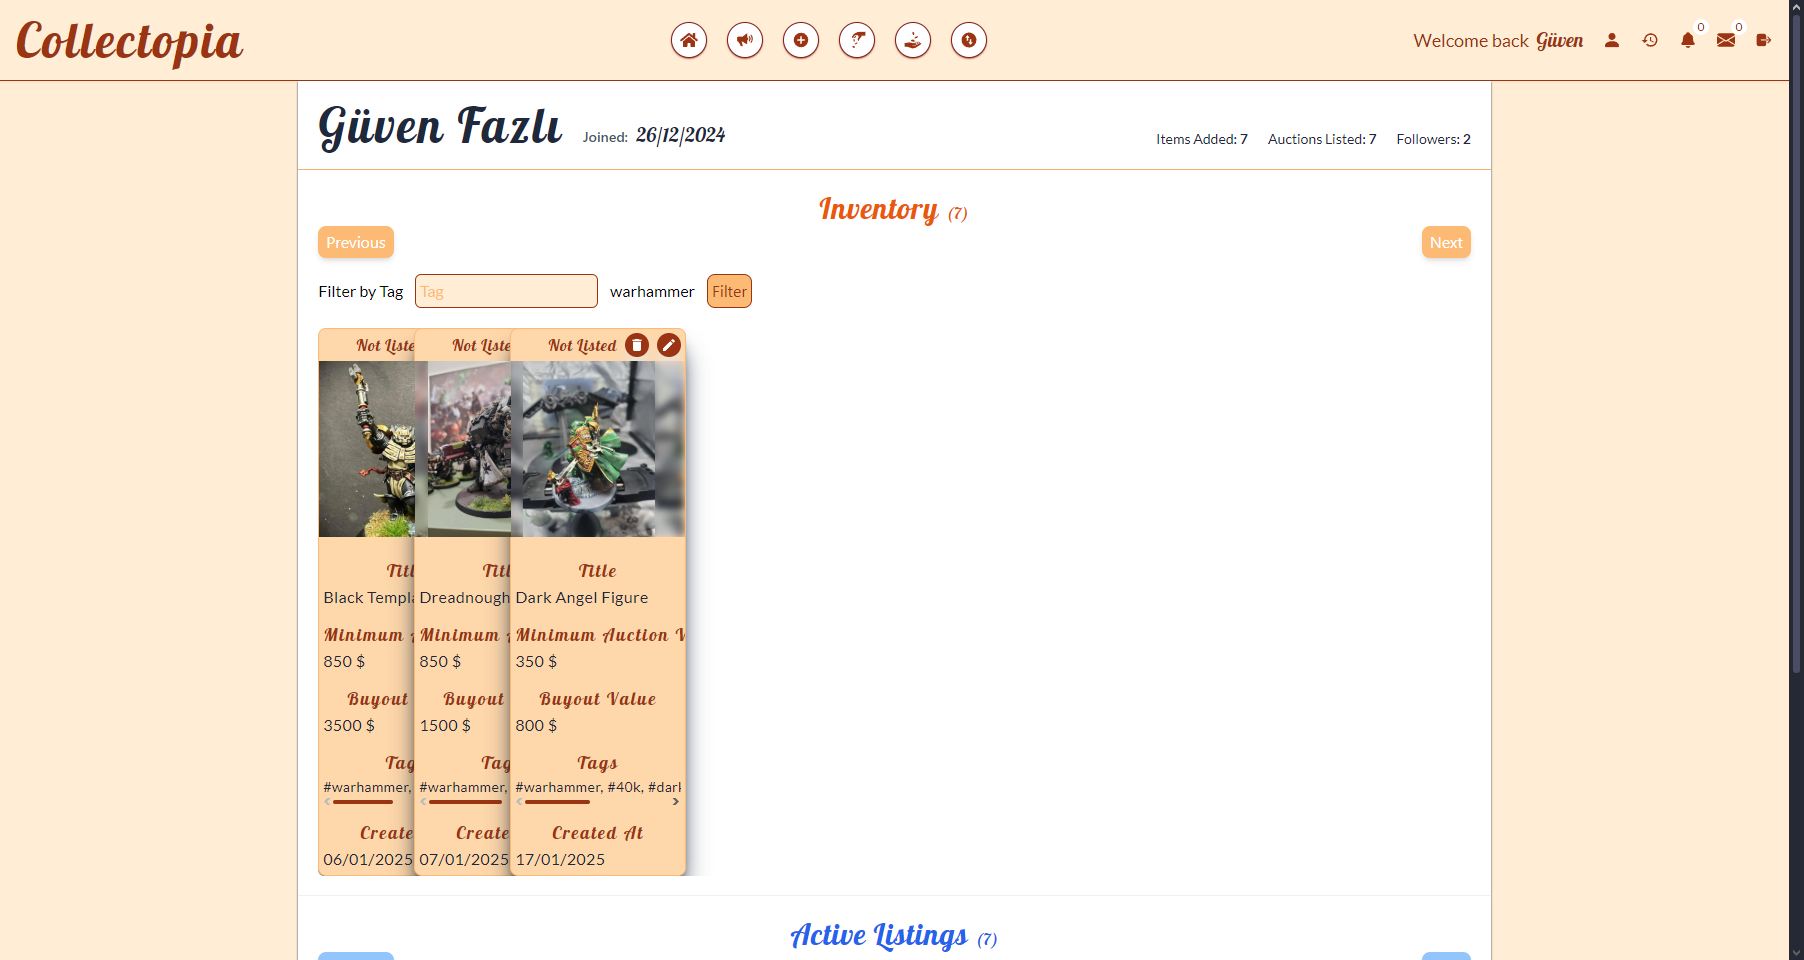 Collectopia
Welcome back Güven
0
0
Güven Fazlı
Joined: 26/12/2024
Items Added: 7
Auctions Listed: 7
Followers: 2
Inventory (7)
Previous
Next
Filter by Tag
Tag
warhammer
Filter
Not Liste
Not Liste
Not Listed
Titl
Titl
Title
Black Templa
Dreadnough
Dark Angel Figure
Minimum A
Minimum A
Minimum Auction V
850 $
850 $
350 $
Buyout
Buyout
Buyout Value
3500 $
1500 $
800 $
Tag
Tag
Tags
#warhammer,
#warhammer,
#warhammer, #40k, #dark
Create
Create
Created At
06/01/2025
07/01/2025
17/01/2025
Active Listings (7)